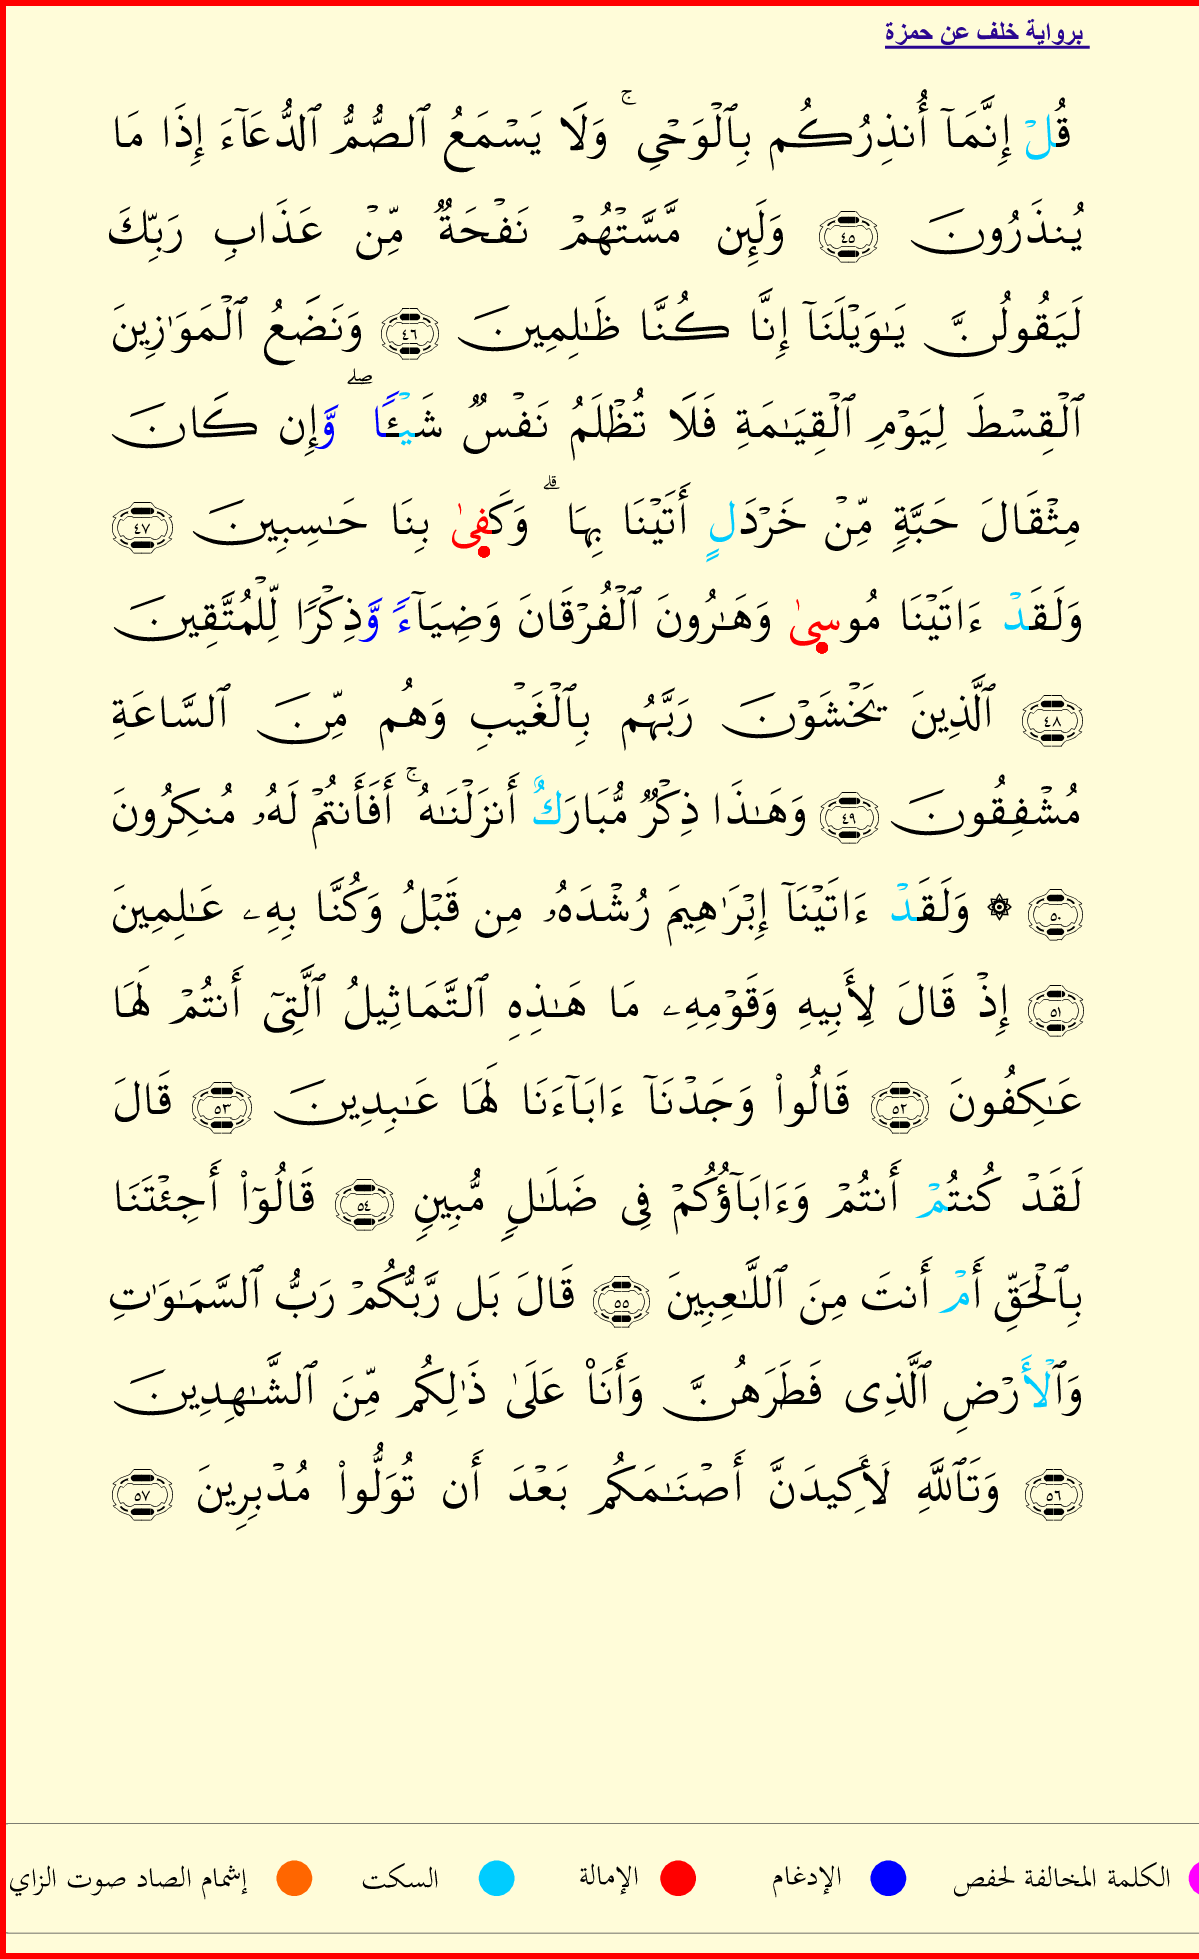 برواية خلف عن حمزة
قُلۡ إِنَّمَآ أُنذِرُكُم بِٱلۡوَحۡىِۚ وَلَا يَسۡمَعُ ٱلصُّمُّ ٱلدُّعَآءَ إِذَا مَا
يُنذَرُونَ ٤٥ وَلَئِن مَّسَّتۡهُمۡ نَفۡحَةٌ مِّنۡ عَذَابِ رَبِّكَ
لَيَقُولُنَّ يَـٰوَيۡلَنَآ إِنَّا كُنَّا ظَـٰلِمِينَ ٤٦ وَنَضَعُ ٱلۡمَوَٰزِينَ
ٱلۡقِسۡطَ لِيَوۡمِ ٱلۡقِيَـٰمَةِ فَلَا تُظۡلَمُ نَفۡسٌ شَيۡـًٔاۖ وَّإِن كَانَ
مِثۡقَالَ حَبَّةٍ مِّنۡ خَرۡدَلٍ أَتَيۡنَا بِهَاۗ وَكَفِىٰ بِنَا حَـٰسِبِينَ ٤٧
وَلَقَدۡ ءَاتَيۡنَا مُوسِىٰ وَهَـٰرُونَ ٱلۡفُرۡقَانَ وَضِيَآءً وَّذِكۡرًا لِّلۡمُتَّقِينَ
٤٨ ٱلَّذِينَ يَخۡشَوۡنَ رَبَّهُم بِٱلۡغَيۡبِ وَهُم مِّنَ ٱلسَّاعَةِ
مُشۡفِقُونَ ٤٩ وَهَـٰذَا ذِكۡرٌ مُّبَارَكٌ أَنزَلۡنَـٰهُۚ أَفَأَنتُمۡ لَهُۥ مُنكِرُونَ
٥٠ ۞ وَلَقَدۡ ءَاتَيۡنَآ إِبۡرَٰهِيمَ رُشۡدَهُۥ مِن قَبۡلُ وَكُنَّا بِهِۦ عَـٰلِمِينَ
٥١ إِذۡ قَالَ لِأَبِيهِ وَقَوۡمِهِۦ مَا هَـٰذِهِ ٱلتَّمَاثِيلُ ٱلَّتِىٓ أَنتُمۡ لَهَا
عَـٰكِفُونَ ٥٢ قَالُواْ وَجَدۡنَآ ءَابَآءَنَا لَهَا عَـٰبِدِينَ ٥٣ قَالَ
لَقَدۡ كُنتُمۡ أَنتُمۡ وَءَابَآؤُكُمۡ فِى ضَلَـٰلٍ مُّبِينٍ ٥٤ قَالُوٓاْ أَجِئۡتَنَا
بِٱلۡحَقِّ أَمۡ أَنتَ مِنَ ٱللَّـٰعِبِينَ ٥٥ قَالَ بَل رَّبُّكُمۡ رَبُّ ٱلسَّمَـٰوَٰتِ
وَٱلۡأَرۡضِ ٱلَّذِى فَطَرَهُنَّ وَأَنَا۠ عَلَىٰ ذَٰلِكُم مِّنَ ٱلشَّـٰهِدِينَ
٥٦ وَتَٱللَّهِ لَأَكِيدَنَّ أَصۡنَـٰمَكُم بَعۡدَ أَن تُوَلُّواْ مُدۡبِرِينَ ٥٧
الكلمة المخالفة لحفص الإدغام الإمالة السكت إشمام الصاد صوت الزاي